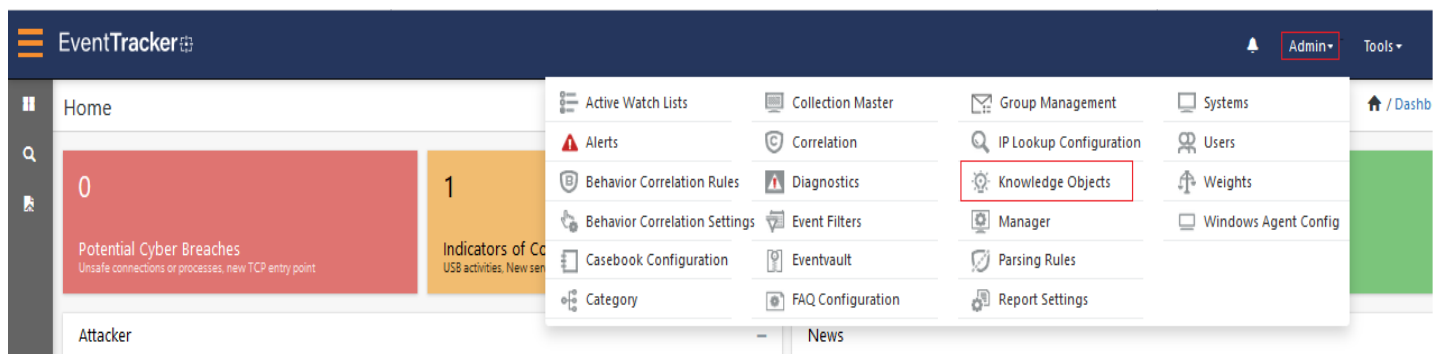 EventTracker
Admin
Tools
Home
/ Dashb
Active Watch Lists
Collection Master
Group Management
Systems
Alerts
Correlation
IP Lookup Configuration
Users
Behavior Correlation Rules
Diagnostics
Knowledge Objects
Weights
Behavior Correlation Settings
Event Filters
Manager
Windows Agent Config
Casebook Configuration
Eventvault
Parsing Rules
Category
FAQ Configuration
Report Settings
0
Potential Cyber Breaches
Unsafe connections or processes, new TCP entry point
1
Indicators of Co
USB activities, New ser
Attacker
News